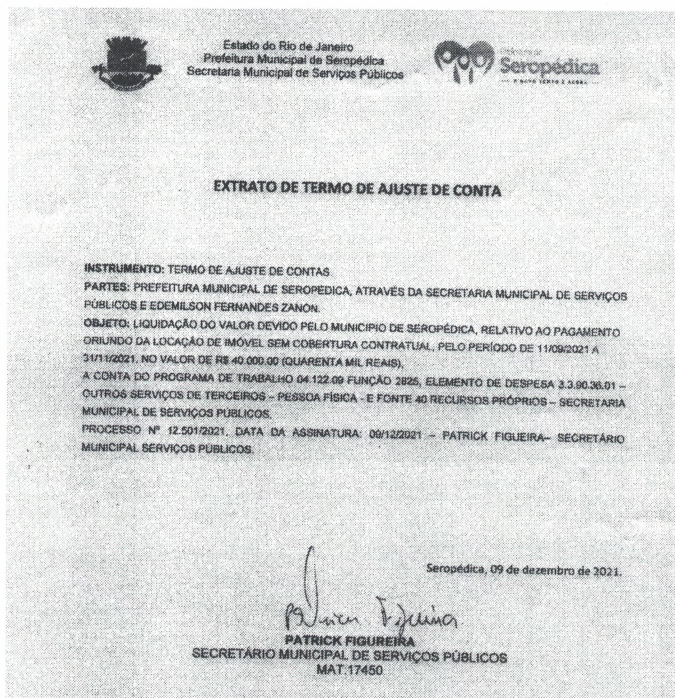 Estado do Rio de Janeiro
Prefeitura Municipal de Seropédica
Secretaria Municipal de Serviços Públicos
Prefeitura de
Seropédica
O NOVO TEMPO É AGORA
EXTRATO DE TERMO DE AJUSTE DE CONTA
INSTRUMENTO: TERMO DE AJUSTE DE CONTAS
PARTES: PREFEITURA MUNICIPAL DE SEROPEDICA, ATRAVÉS DA SECRETARIA MUNICIPAL DE SERVIÇOS
PÚBLICOS E EDEMILSON FERNANDES ZANON.
OBJETO: LIQUIDAÇÃO DO VALOR DEVIDO PELO MUNICIPIO DE SEROPÉDICA, RELATIVO AO PAGAMENTO
ORIUNDO DA LOCAÇÃO DE IMÓVEL SEM COBERTURA CONTRATUAL, PELO PERÍODO DE 11/09/2021 A
31/11/2021. NO VALOR DE R$ 40.000,00 (QUARENTA MIL REAIS),
A CONTA DO PROGRAMA DE TRABALHO 04.122.09 FUNÇÃO 2825, ELEMENTO DE DESPESA 3.3.90.36.01 –
OUTROS SERVIÇOS DE TERCEIROS – PESSOA FÍSICA - E FONTE 40 RECURSOS PRÓPRIOS – SECRETARIA
MUNICIPAL DE SERVIÇOS PÚBLICOS.
PROCESSO Nº 12.501/2021. DATA DA ASSINATURA: 09/12/2021 – PATRICK FIGUEIRA– SECRETÁRIO
MUNICIPAL SERVIÇOS PÚBLICOS.
Seropédica, 09 de dezembro de 2021.
Patrick Figueira
PATRICK FIGUREIRA
SECRETÁRIO MUNICIPAL DE SERVIÇOS PÚBLICOS
MAT.17450